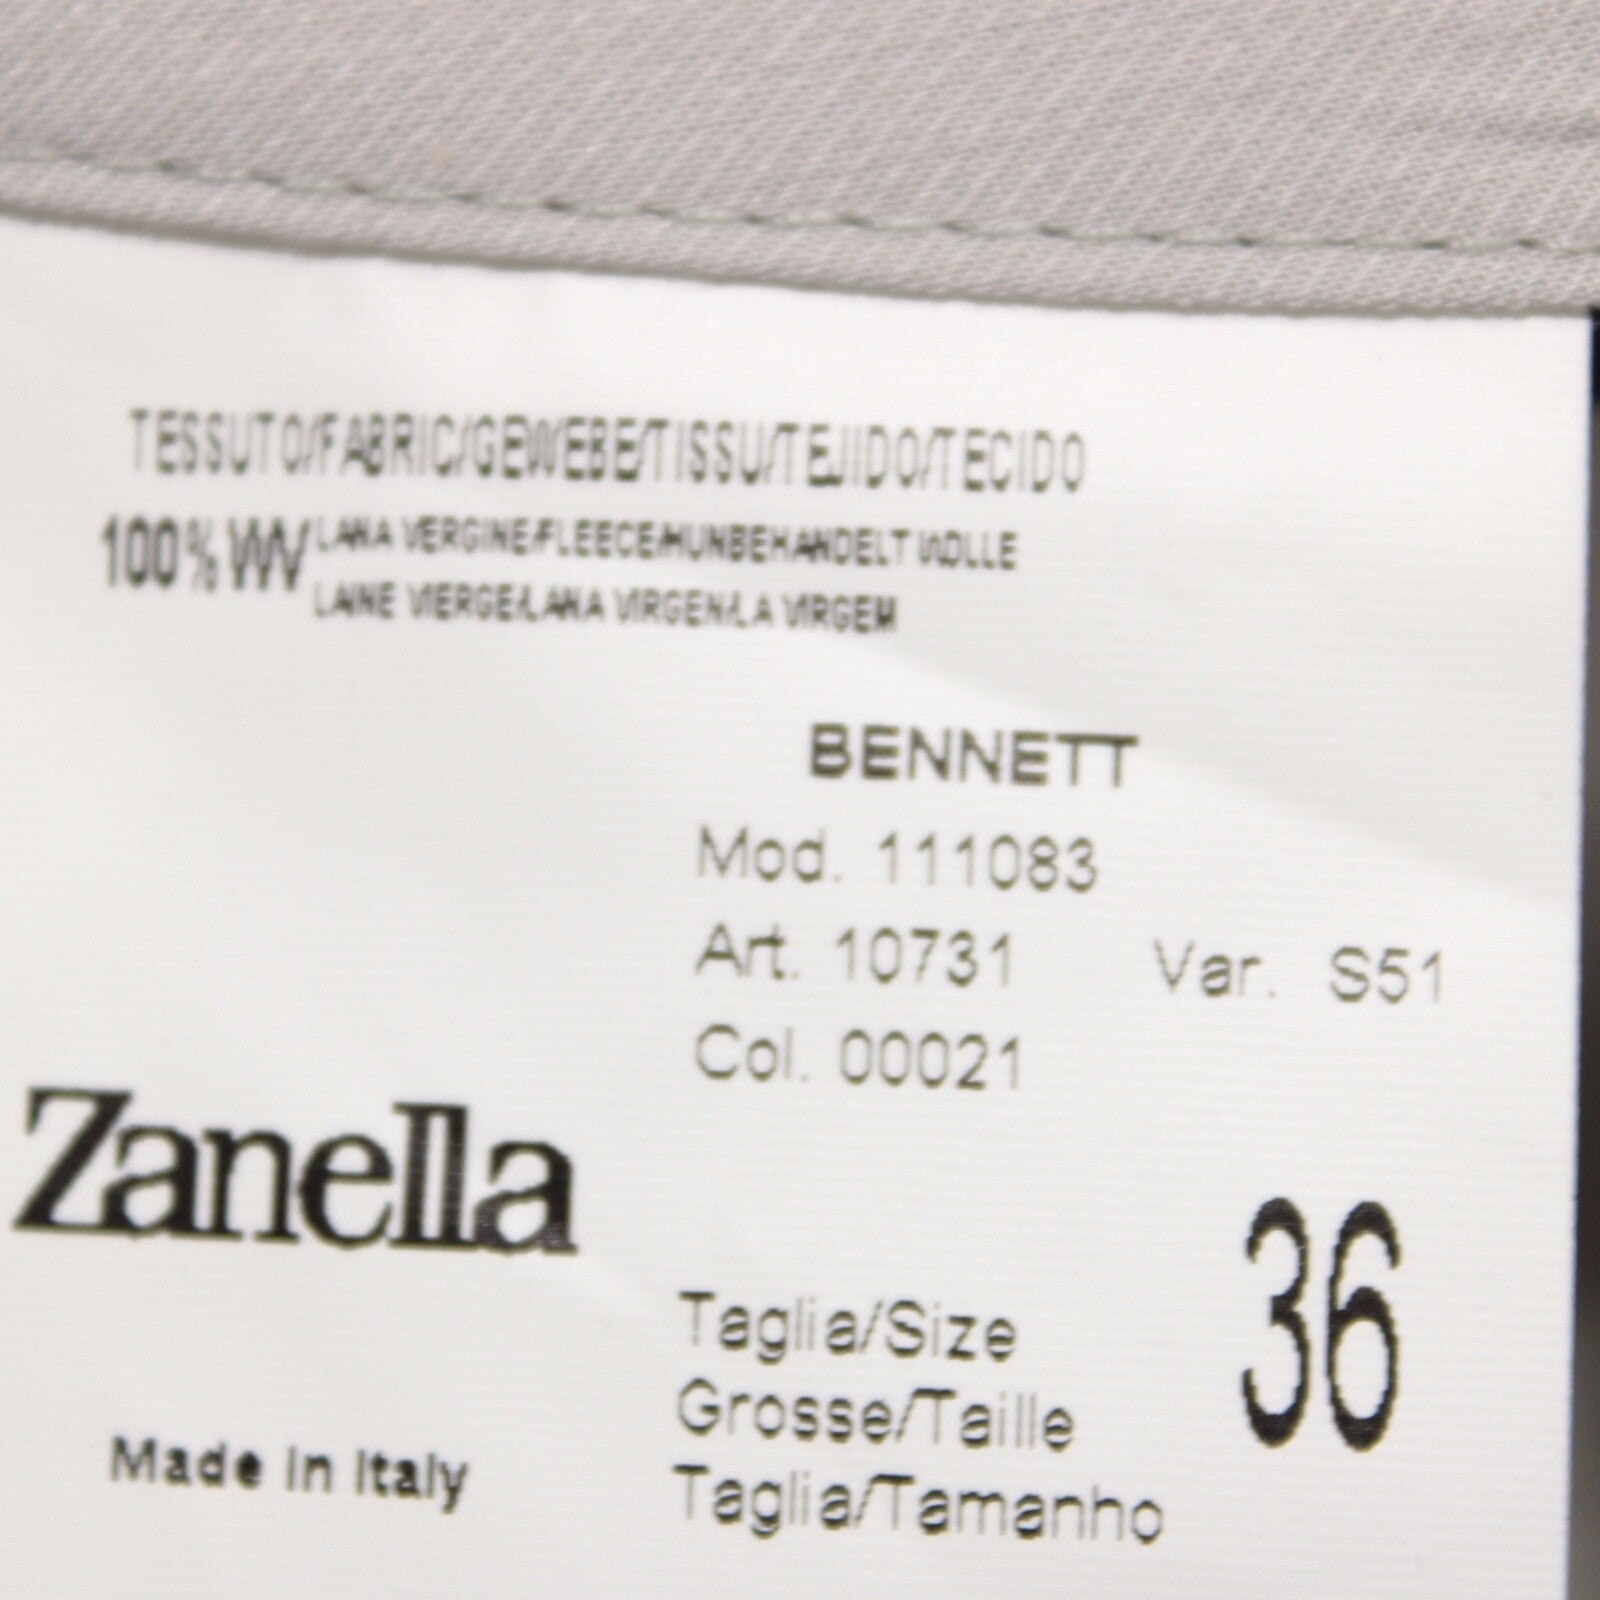 TESSUTO/FABRIC/GEWEBE/TISSU/TEJIDO/TECIDO
100% WV LANA VERGINE/FLEECE/HUNBEHANDELT WOLLE
LAINE VIERGE/LANA VIRGEN/LA VIRGEM
BENNETT
Mod. 111083
Art. 10731 Var. S51
Col. 00021
Zanella
36
Taglia/Size
Grosse/Taille
Taglia/Tamanho
Made in Italy